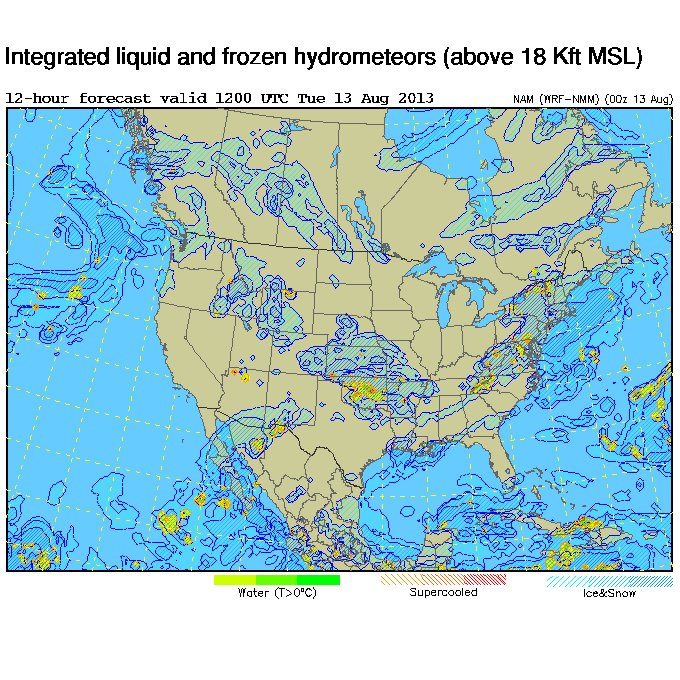 Integrated liquid and frozen hydrometeors (above 18 Kft MSL)
12-hour forecast valid 1200 UTC Tue 13 Aug 2013 NAM (WRF-NMM) (00z 13 Aug)
Water (T>0°C) Supercooled Ice&Snow